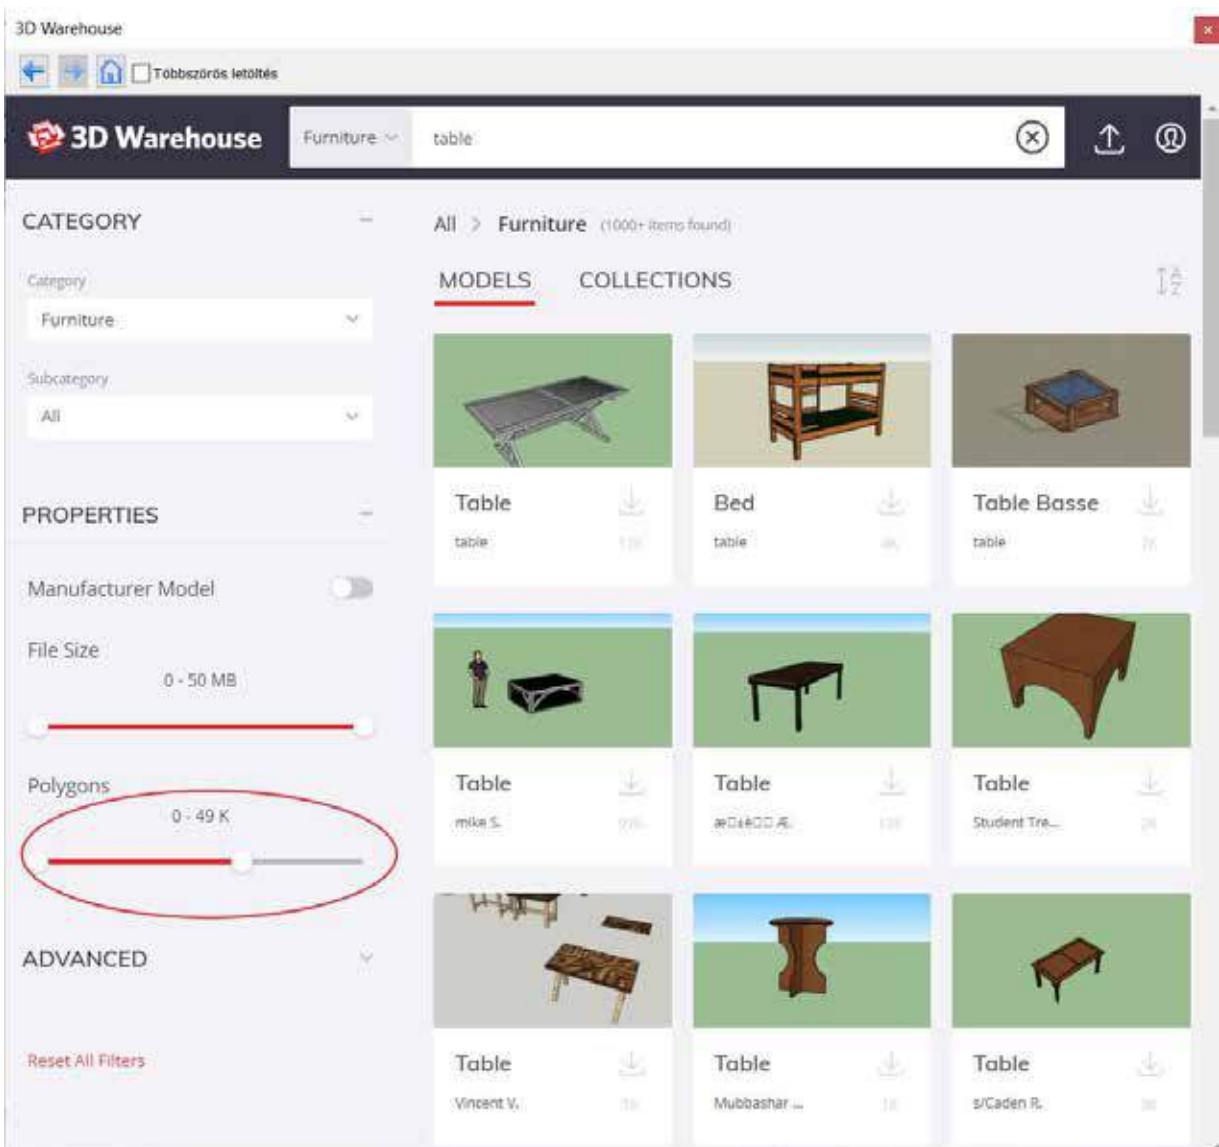 3D Warehouse
Többszörös letöltés
3D Warehouse
Furniture
table
CATEGORY
Category
Furniture
Subcategory
All
PROPERTIES
Manufacturer Model
File Size
0 - 50 MB
Polygons
0 - 49 K
ADVANCED
Reset All Filters
All > Furniture (1000+ items found)
MODELS COLLECTIONS
Table
table
Bed
table
Table Basse
table
Table
mike S.
Table
Table
Student Tre...
Table
Vincent V.
Table
Mubbashar ...
Table
s/Caden R.